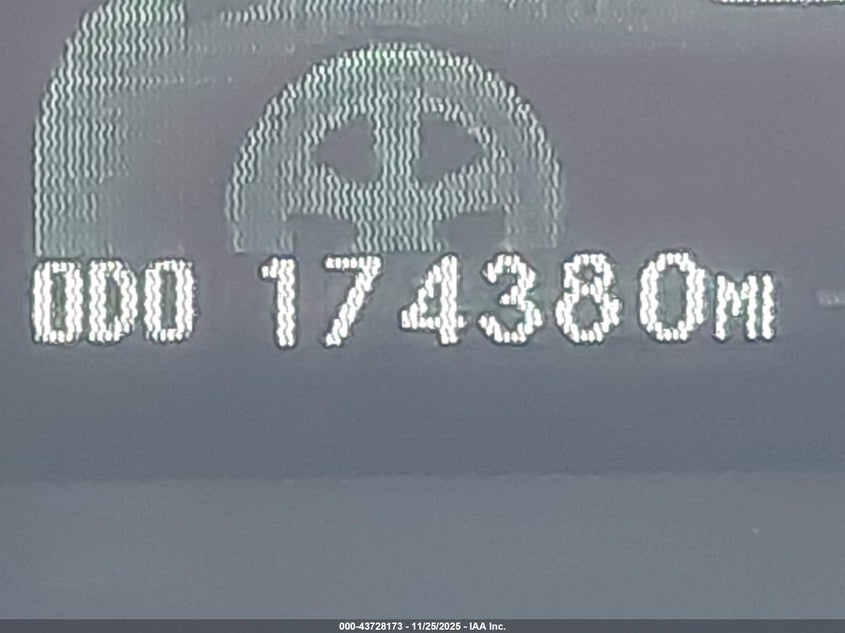 ODO 174380MI
000-43728173 - 11/25/2025 - IAA Inc.